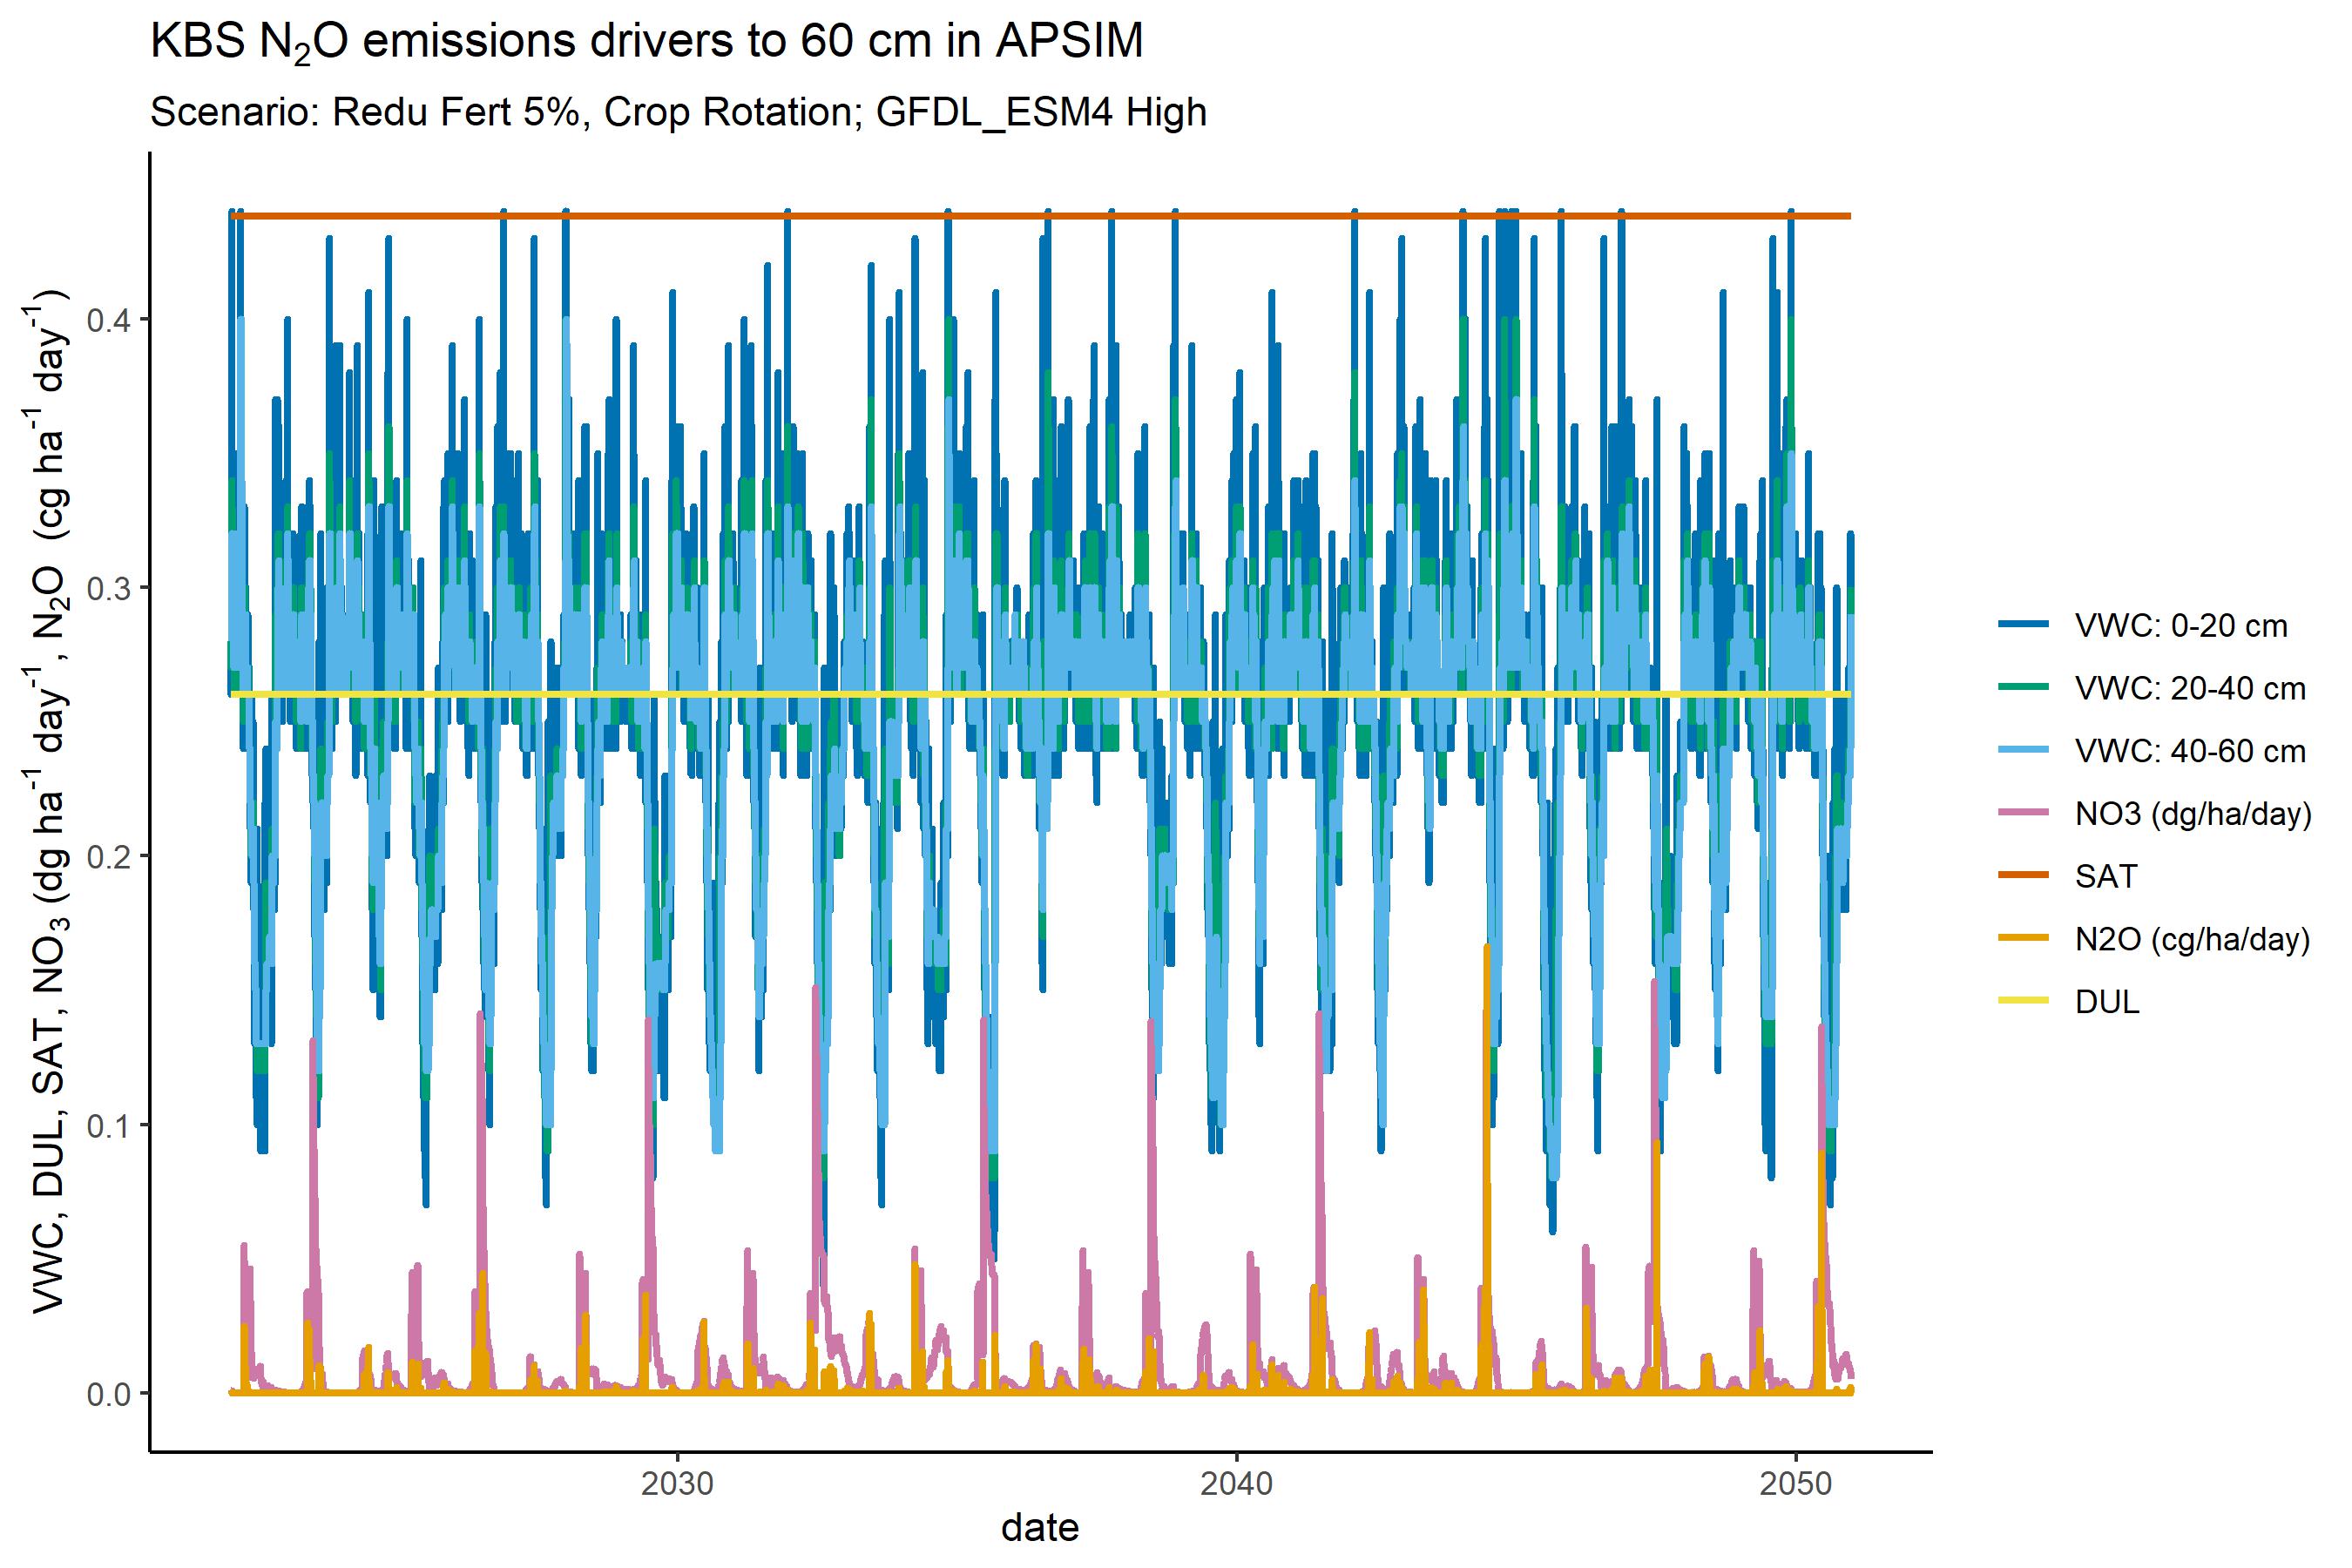 KBS N₂O emissions drivers to 60 cm in APSIM
Scenario: Redu Fert 5%, Crop Rotation; GFDL_ESM4 High
VWC, DUL, SAT, NO₃ (dg ha⁻¹ day⁻¹, N₂O (cg ha⁻¹ day⁻¹)
0.4
0.3
0.2
0.1
0.0
2030
2040
2050
date
VWC: 0-20 cm
VWC: 20-40 cm
VWC: 40-60 cm
NO3 (dg/ha/day)
SAT
N2O (cg/ha/day)
DUL